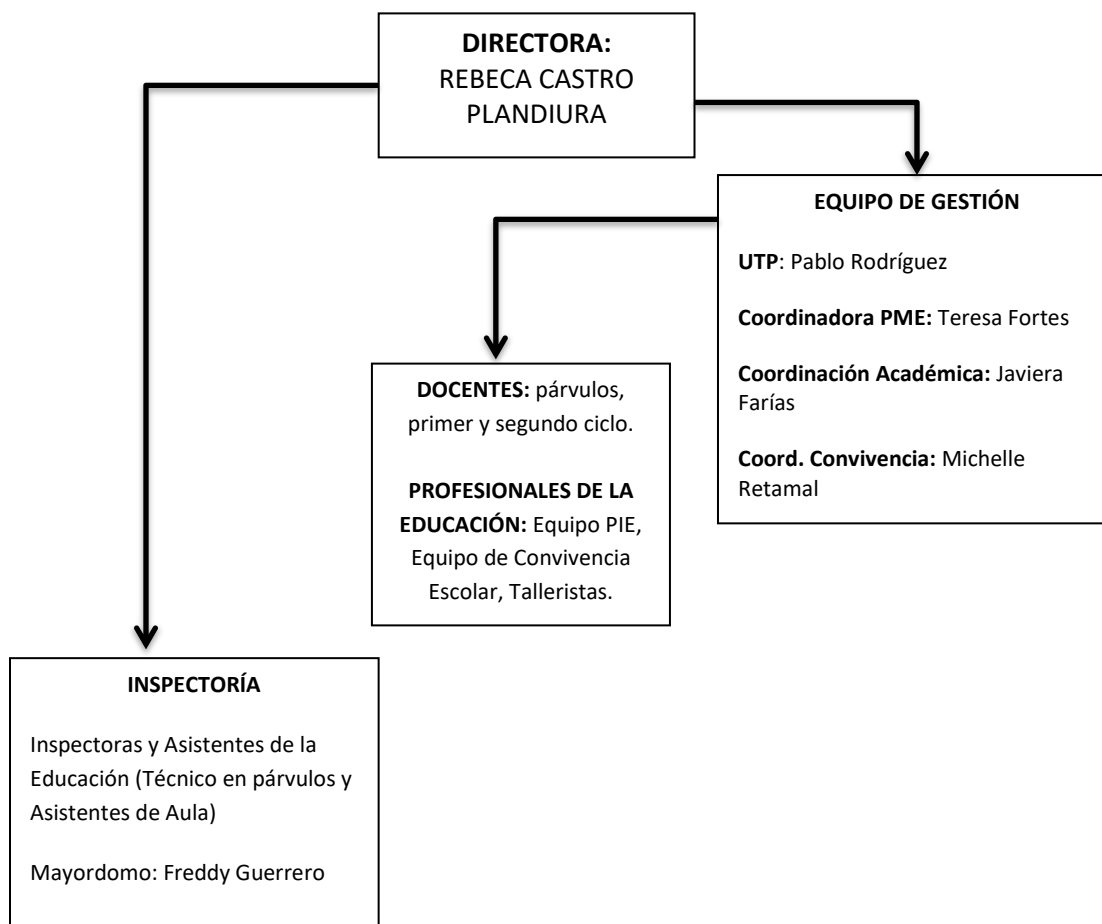 DIRECTORA:
REBECA CASTRO
PLANDIURA
EQUIPO DE GESTIÓN
UTP: Pablo Rodríguez
Coordinadora PME: Teresa Fortes
Coordinación Académica: Javiera
Farías
Coord. Convivencia: Michelle
Retamal
DOCENTES: párvulos,
primer y segundo ciclo.
PROFESIONALES DE LA
EDUCACIÓN: Equipo PIE,
Equipo de Convivencia
Escolar, Talleristas.
INSPECTORÍA
Inspectoras y Asistentes de la
Educación (Técnico en párvulos y
Asistentes de Aula)
Mayordomo: Freddy Guerrero